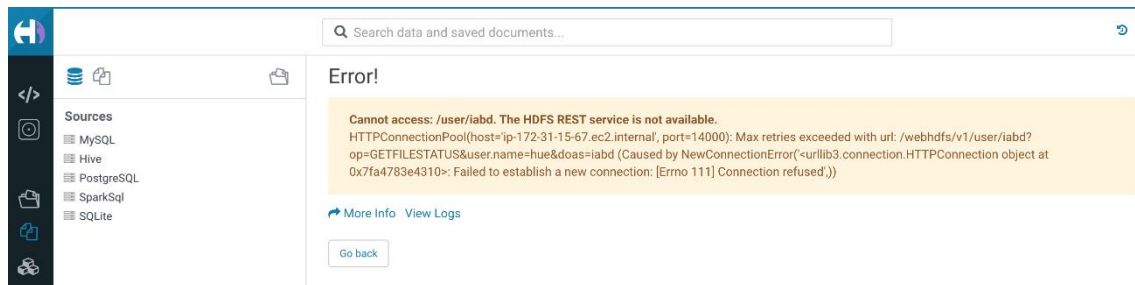 Search data and saved documents...
Error!
Sources
MySQL
Hive
PostgreSQL
SparkSql
SQLite
Cannot access: /user/iabd. The HDFS REST service is not available.
HTTPConnectionPool(host='ip-172-31-15-67.ec2.internal', port=14000): Max retries exceeded with url: /webhdfs/v1/user/iabd?
op=GETFILESTATUS&user.name=hue&doas=iabd (Caused by NewConnectionError('<urllib3.connection.HTTPConnection object at
0x7fa4783e4310>: Failed to establish a new connection: [Errno 111] Connection refused',))
More Info View Logs
Go back